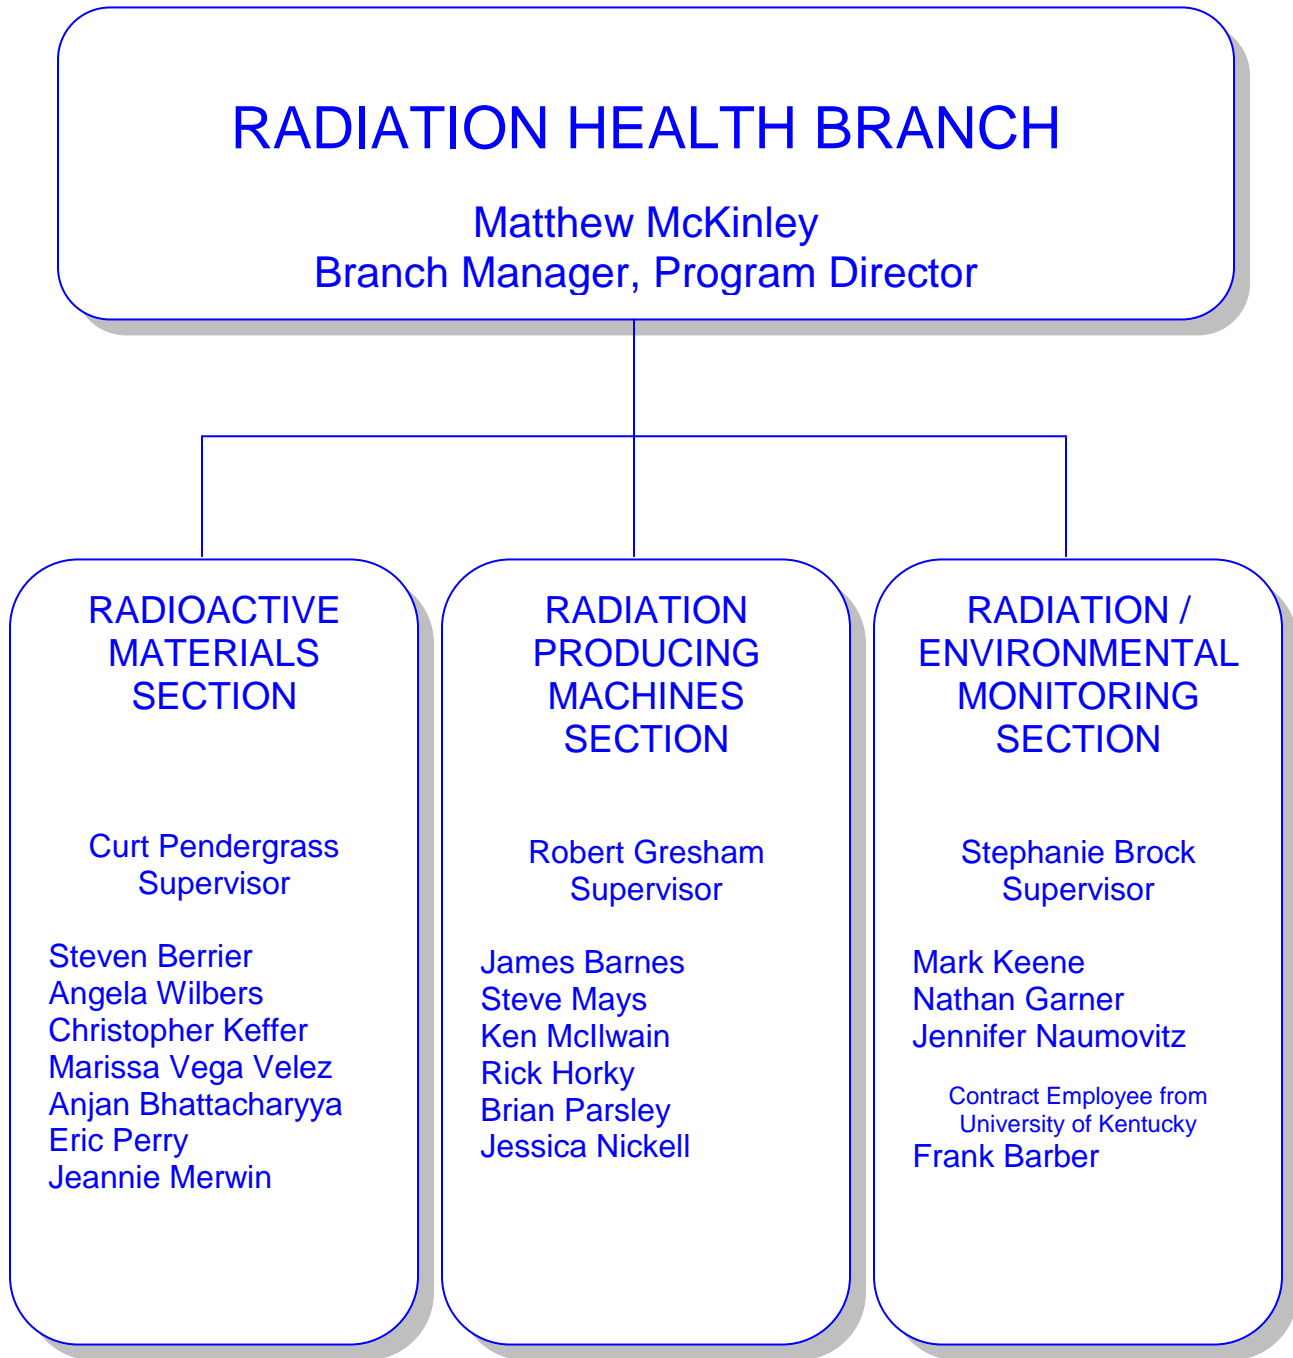 RADIATION HEALTH BRANCH
Matthew McKinley
Branch Manager, Program Director
RADIOACTIVE
MATERIALS
SECTION
Curt Pendergrass
Supervisor
Steven Berrier
Angela Wilbers
Christopher Keffer
Marissa Vega Velez
Anjan Bhattacharyya
Eric Perry
Jeannie Merwin
RADIATION
PRODUCING
MACHINES
SECTION
Robert Gresham
Supervisor
James Barnes
Steve Mays
Ken McIlwain
Rick Horky
Brian Parsley
Jessica Nickell
RADIATION /
ENVIRONMENTAL
MONITORING
SECTION
Stephanie Brock
Supervisor
Mark Keene
Nathan Garner
Jennifer Naumovitz
Contract Employee from
University of Kentucky
Frank Barber